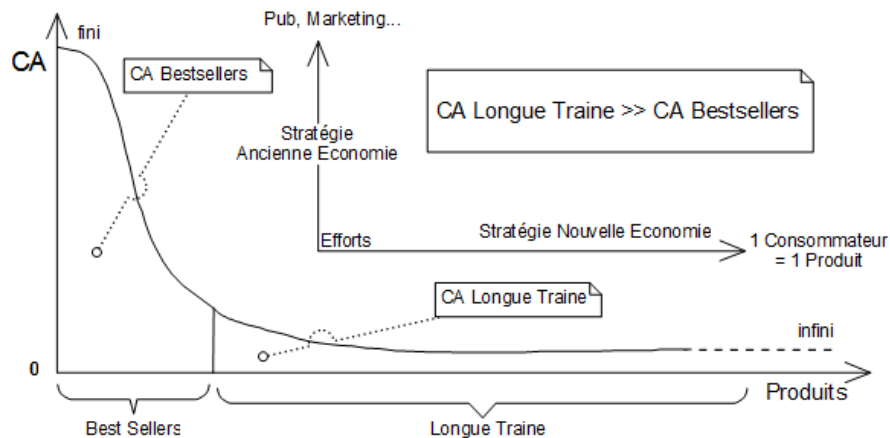 Pub, Marketing...
fini
CA
CA Bestsellers
CA Longue Traine >> CA Bestsellers
Stratégie
Ancienne Economie
Efforts
Stratégie Nouvelle Economie
1 Consommateur
= 1 Produit
CA Longue Traine
infini
0
Produits
Best Sellers
Longue Traine